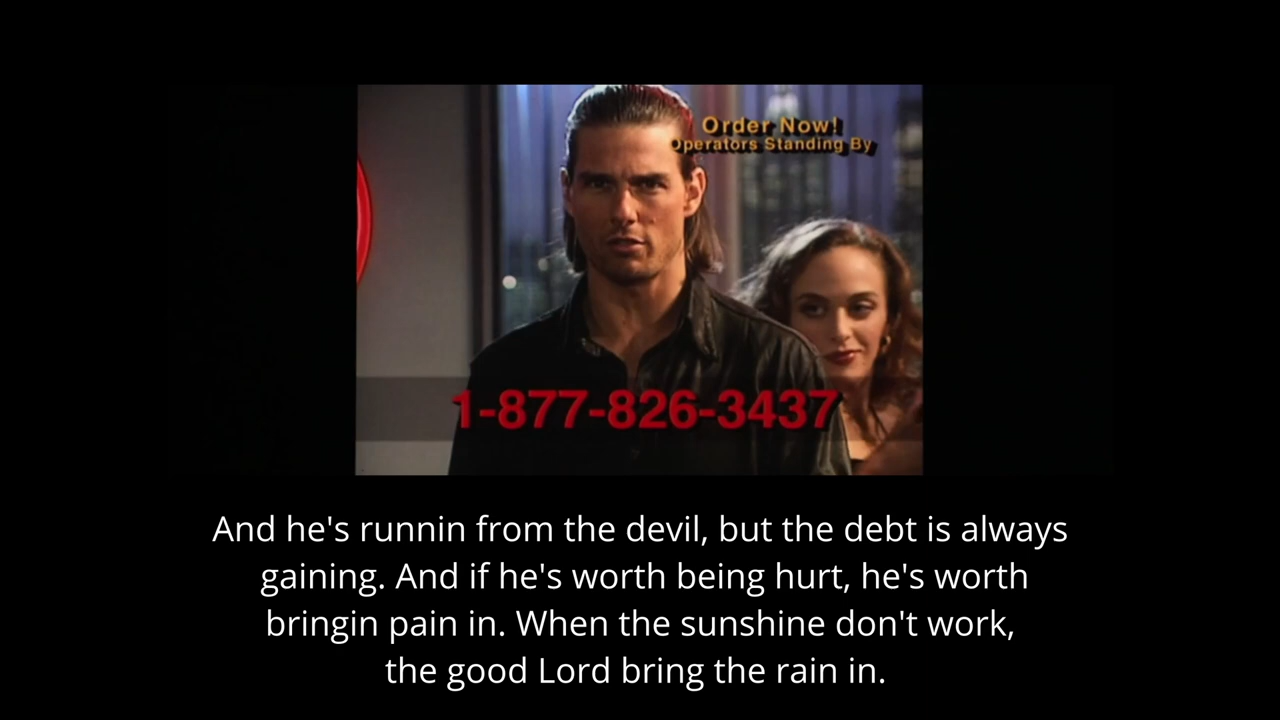 Order Now!
Operators Standing By
1-877-826-3437
And he's runnin from the devil, but the debt is always
gaining. And if he's worth being hurt, he's worth
bringin pain in. When the sunshine don't work,
the good Lord bring the rain in.